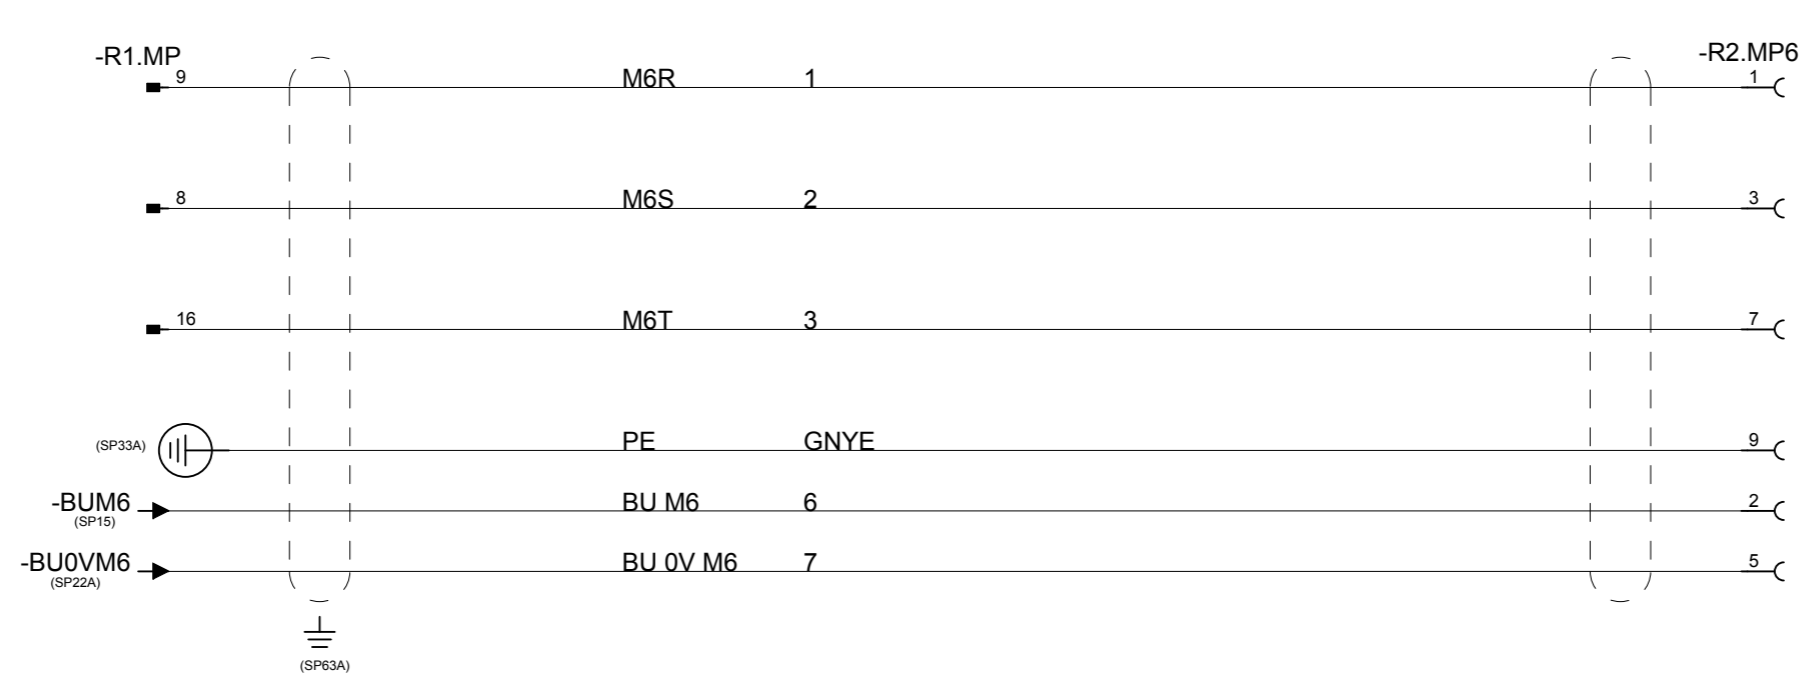 -R1.MP -R2.MP6
9 M6R 1 1
8 M6S 2 3
16 M6T 3 7
(SP33A) PE GNYE 9
-BUM6 BU M6 6 2
(SP15)
-BU0VM6 BU 0V M6 7 5
(SP22A)
(SP63A)